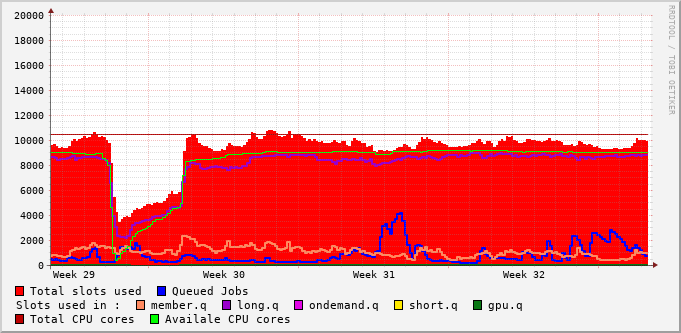 20000
18000
16000
14000
12000
10000
8000
6000
4000
2000
0
Week 29 Week 30 Week 31 Week 32
RRDTOOL / TOBI OETIKER
Total slots used Queued Jobs
Slots used in : member.q long.q ondemand.q short.q gpu.q
Total CPU cores Availale CPU cores